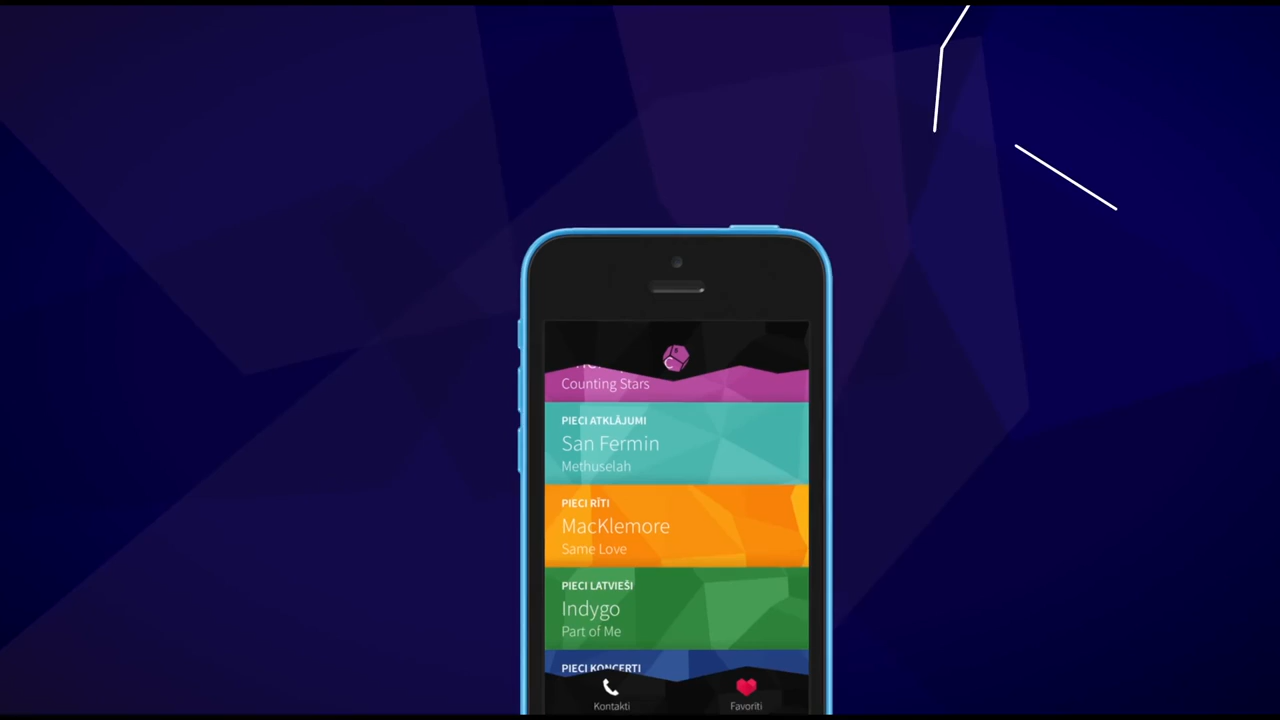 Counting Stars
PIECI ATKLĀJUMI
San Fermin
Methuselah
PIECI RĪTI
MacKlemore
Same Love
PIECI LATVIEŠI
Indygo
Part of Me
PIECI KONCERTI
Kontakti
Favorīti